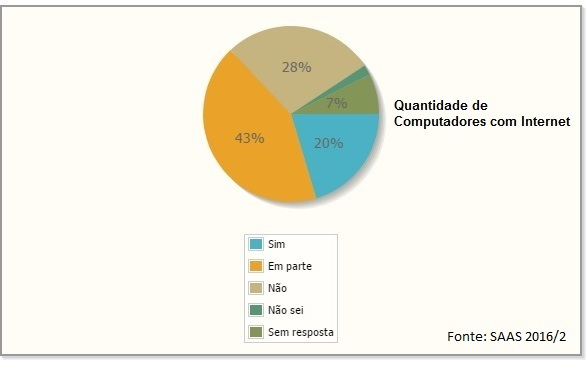 28%
7%
43%
20%
Quantidade de
Computadores com Internet
Sim
Em parte
Não
Não sei
Sem resposta
Fonte: SAAS 2016/2